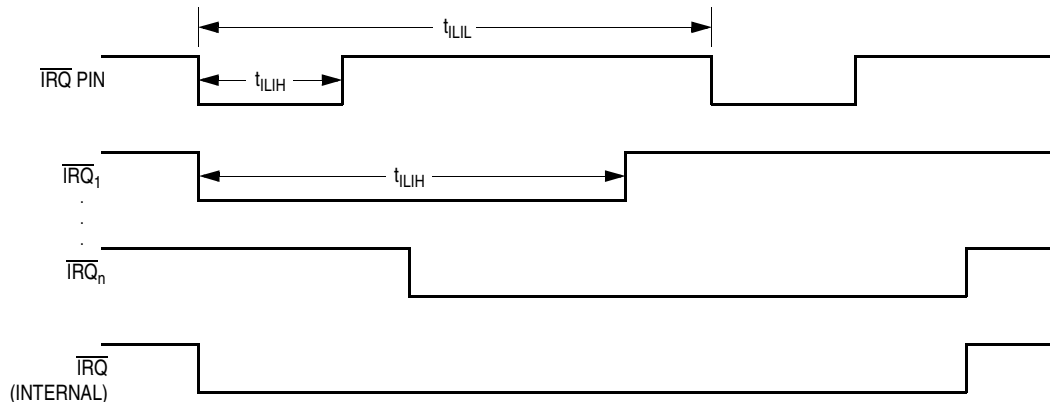 tILIL
IRQ PIN
tILIH
IRQ1
tILIH
.
.
.
IRQn
IRQ
(INTERNAL)